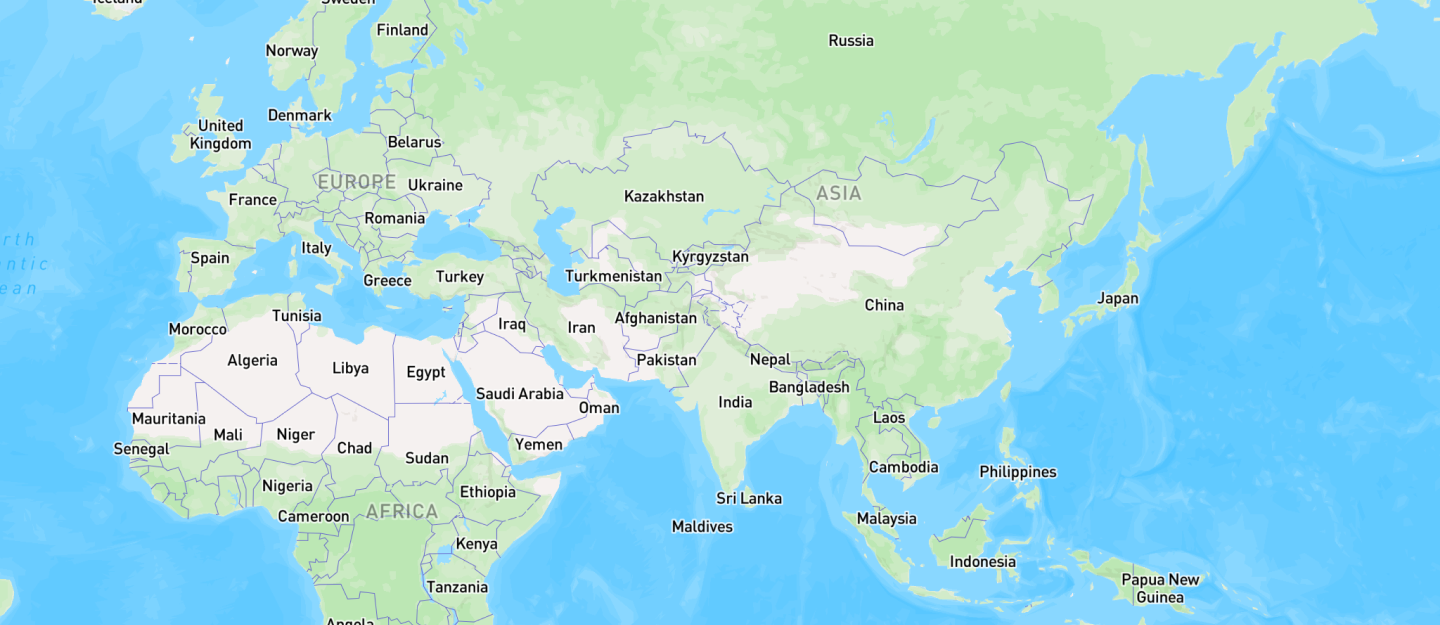 Iceland
Sweden
Finland
Norway
Russia
Denmark
United
Kingdom
Belarus
EUROPE
Ukraine
France
Kazakhstan
ASIA
Romania
Italy
Spain
rth
ntic
ean
Kyrgyzstan
Greece
Turkey
Turkmenistan
China
Japan
Tunisia
Morocco
Iraq
Iran
Afghanistan
Algeria
Libya
Egypt
Pakistan
Nepal
Bangladesh
Saudi Arabia
India
Oman
Mauritania
Mali
Niger
Chad
Laos
Senegal
Sudan
Yemen
Cambodia
Philippines
Nigeria
Ethiopia
Sri Lanka
Cameroon
AFRICA
Maldives
Malaysia
Kenya
Indonesia
Tanzania
Papua New
Guinea
Angola